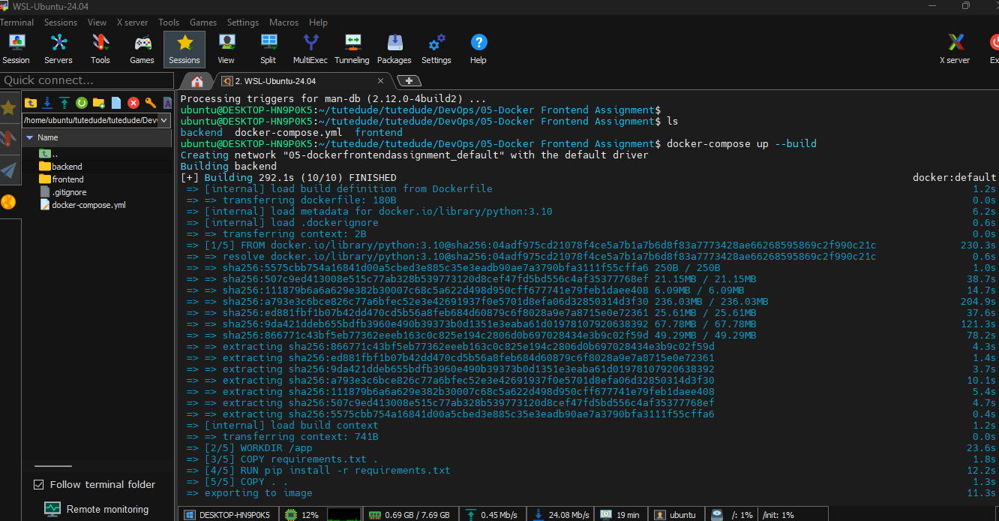 WSL-Ubuntu-24.04
Terminal Sessions View X server Tools Games Settings Macros Help
Session Servers Tools Games Sessions View Split MultiExec Tunneling Packages Settings Help X server Ex
Quick connect...
2. WSL-Ubuntu-24.04
/home/ubuntu/tutedude/tutedude/Dev
Name
..
backend
frontend
.gitignore
docker-compose.yml
Follow terminal folder
Remote monitoring
Processing triggers for man-db (2.12.0-4build2) ...
ubuntu@DESKTOP-HN9P0K5:~/tutedude/tutedude/DevOps/05-Docker Frontend Assignment$
ubuntu@DESKTOP-HN9P0K5:~/tutedude/tutedude/DevOps/05-Docker Frontend Assignment$ ls
backend docker-compose.yml frontend
ubuntu@DESKTOP-HN9P0K5:~/tutedude/tutedude/DevOps/05-Docker Frontend Assignment$ docker-compose up --build
Creating network "05-dockerfrontendassignment_default" with the default driver
Building backend
[+] Building 292.1s (10/10) FINISHED docker:default
=> [internal] load build definition from Dockerfile 1.2s
=> => transferring dockerfile: 180B 0.0s
=> [internal] load metadata for docker.io/library/python:3.10 6.2s
=> [internal] load .dockerignore 0.6s
=> => transferring context: 2B 0.0s
=> [1/5] FROM docker.io/library/python:3.10@sha256:04adf975cd21078f4ce5a7b1a7b6d8f83a7773428ae66268595869c2f990c21c 230.3s
=> => resolve docker.io/library/python:3.10@sha256:04adf975cd21078f4ce5a7b1a7b6d8f83a7773428ae66268595869c2f990c21c 0.6s
=> => sha256:5575cbb754a16841d00a5cbed3e885c35e3eadb90ae7a3790bfa3111f55cffa6 250B / 250B 1.0s
=> => sha256:507c9ed413008e515c77ab328b539773120d8cef47fd5bd556c4af35377768ef 21.15MB / 21.15MB 38.7s
=> => sha256:111879b6a6a629e382b30007c68c5a622d498d950cff677741e79feb1daee408 6.09MB / 6.09MB 14.7s
=> => sha256:a793e3c6bce826c77a6bfec52e3e42691937f0e5701d8efa06d32850314d3f30 236.03MB / 236.03MB 204.9s
=> => sha256:ed881fbf1b07b42dd470cd5b56a8feb684d60879c6f8028a9e7a8715e0e72361 25.61MB / 25.61MB 37.6s
=> => sha256:9da421ddeb655bdfb3960e490b39373b0d1351e3eaba61d01978107920638392 67.78MB / 67.78MB 121.3s
=> => sha256:866771c43bf5eb77362eeeb163c0c825e194c2806d0b697028434e3b9c02f59d 49.29MB / 49.29MB 78.2s
=> => extracting sha256:866771c43bf5eb77362eeeb163c0c825e194c2806d0b697028434e3b9c02f59d 4.3s
=> => extracting sha256:ed881fbf1b07b42dd470cd5b56a8feb684d60879c6f8028a9e7a8715e0e72361 1.4s
=> => extracting sha256:9da421ddeb655bdfb3960e490b39373b0d1351e3eaba61d01978107920638392 3.7s
=> => extracting sha256:a793e3c6bce826c77a6bfec52e3e42691937f0e5701d8efa06d32850314d3f30 10.1s
=> => extracting sha256:111879b6a6a629e382b30007c68c5a622d498d950cff677741e79feb1daee408 5.4s
=> => extracting sha256:507c9ed413008e515c77ab328b539773120d8cef47fd5bd556c4af35377768ef 4.7s
=> => extracting sha256:5575cbb754a16841d00a5cbed3e885c35e3eadb90ae7a3790bfa3111f55cffa6 0.4s
=> [internal] load build context 1.2s
=> => transferring context: 741B 0.0s
=> [2/5] WORKDIR /app 23.6s
=> [3/5] COPY requirements.txt . 1.8s
=> [4/5] RUN pip install -r requirements.txt 12.2s
=> [5/5] COPY . . 1.3s
=> exporting to image 11.3s
DESKTOP-HN9P0K5 12% 0.69 GB / 7.69 GB 0.45 Mb/s 24.08 Mb/s 19 min ubuntu /: 1% /init: 1%